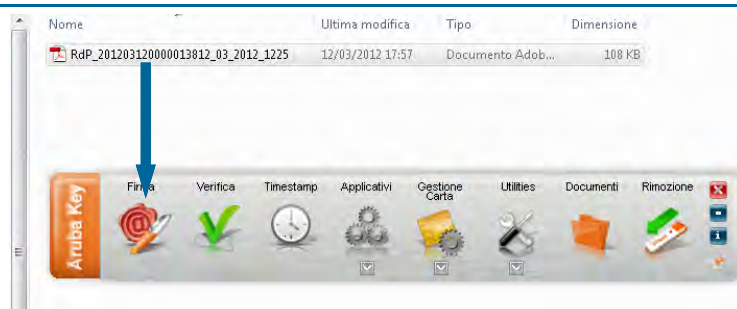 Nome Ultima modifica Tipo Dimensione
RdP_201203120000013812_03_2012_1225 12/03/2012 17:57 Documento Adob... 108 KB
Aruba Key
Firma Verifica Timestamp Applicativi Gestione Carta Utilities Documenti Rimozione